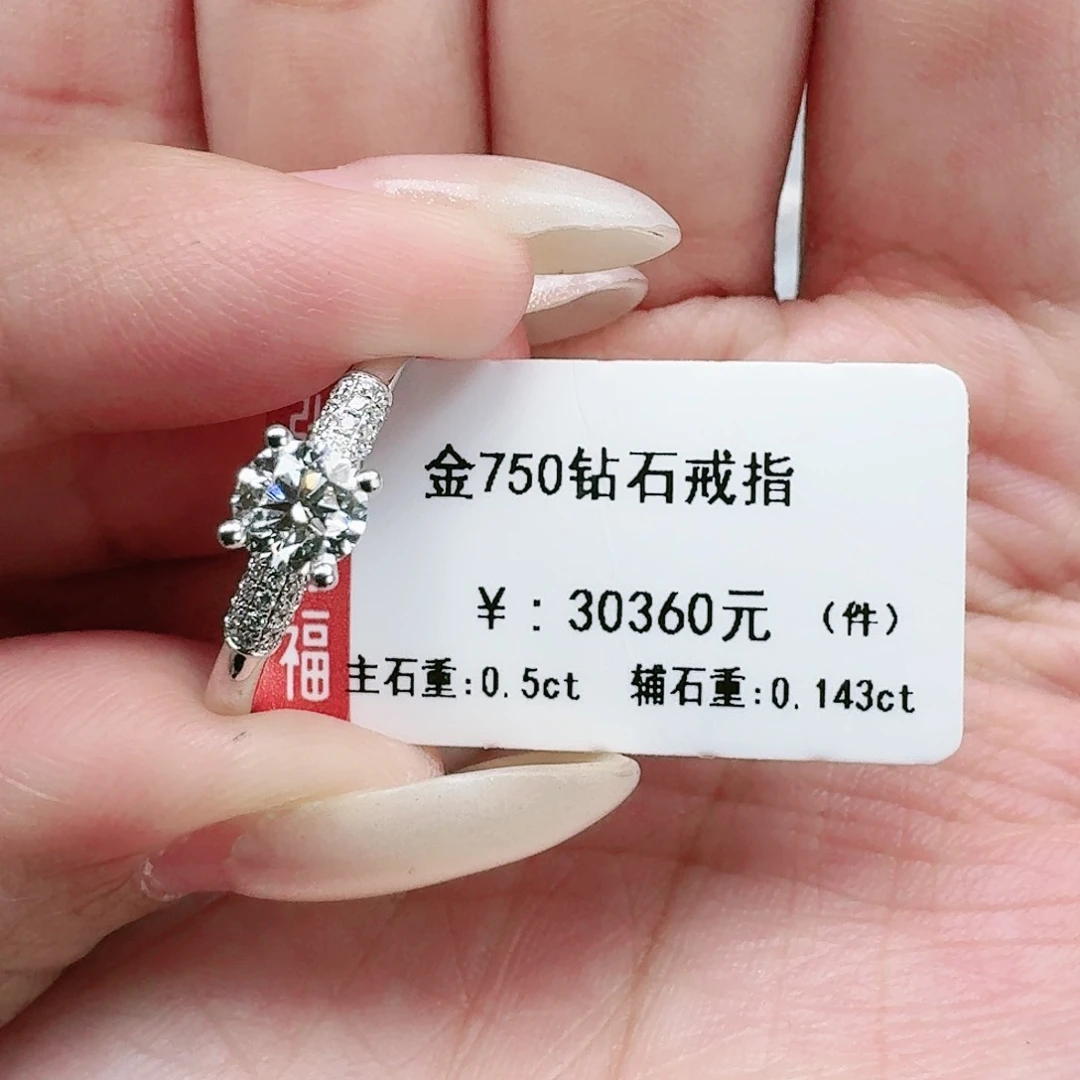 金750钻石戒指
¥:30360元 (件)
主石重:0.5ct 辅石重:0.143ct
福